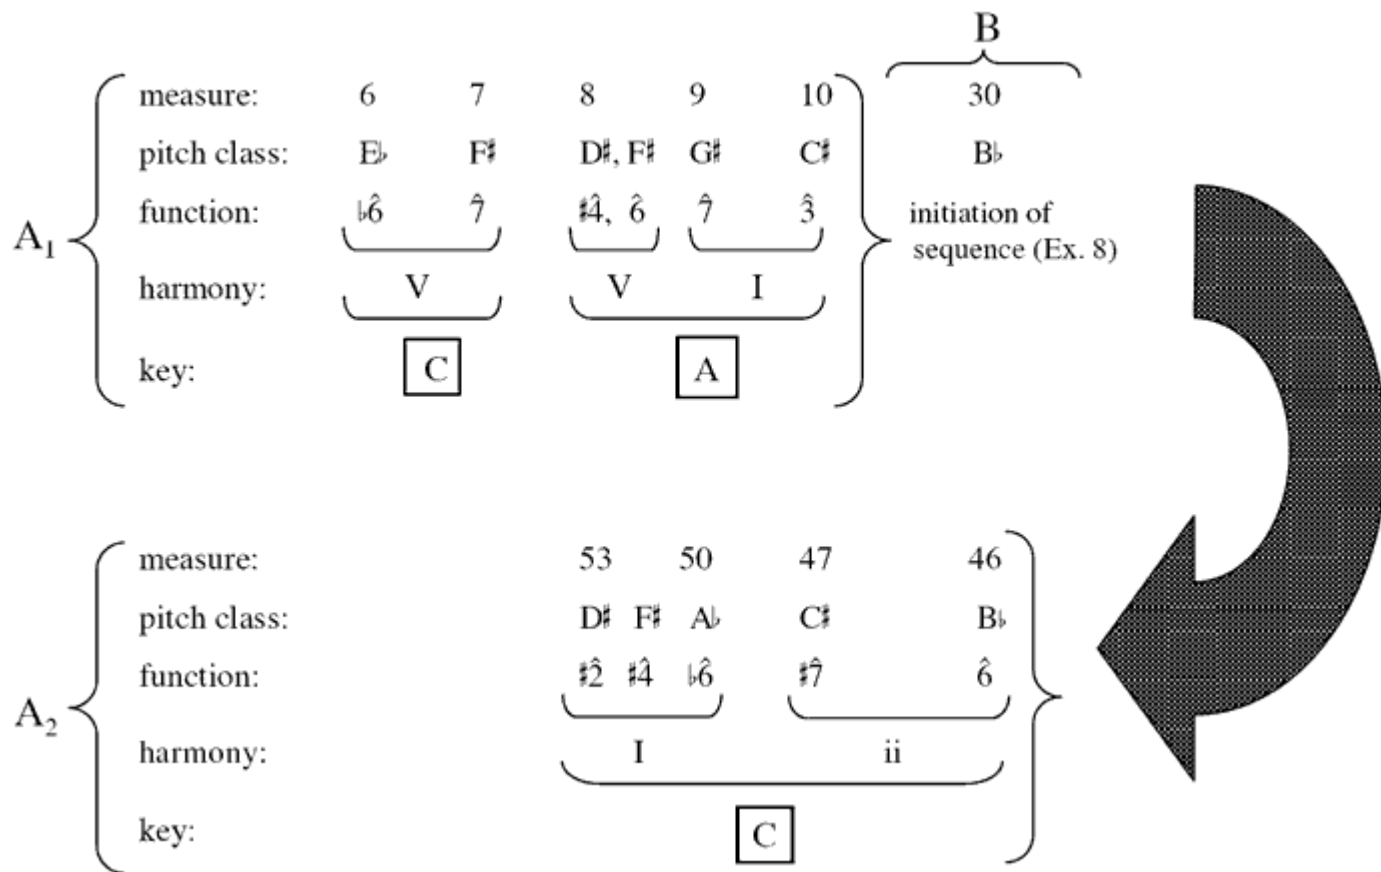 B
measure: 6 7 8 9 10 30
pitch class: E♭ F♯ D♯, F♯ G♯ C♯ B♭
function: ♭6̂ 7̂ ♯4̂, 6̂ 7̂ 3̂ initiation of
A₁ sequence (Ex. 8)
harmony: V V I
key: C A
measure: 53 50 47 46
pitch class: D♯ F♯ A♭ C♯ B♭
function: ♯2̂ ♯4̂ ♭6̂ ♯7̂ 6̂
A₂
harmony: I ii
key: C